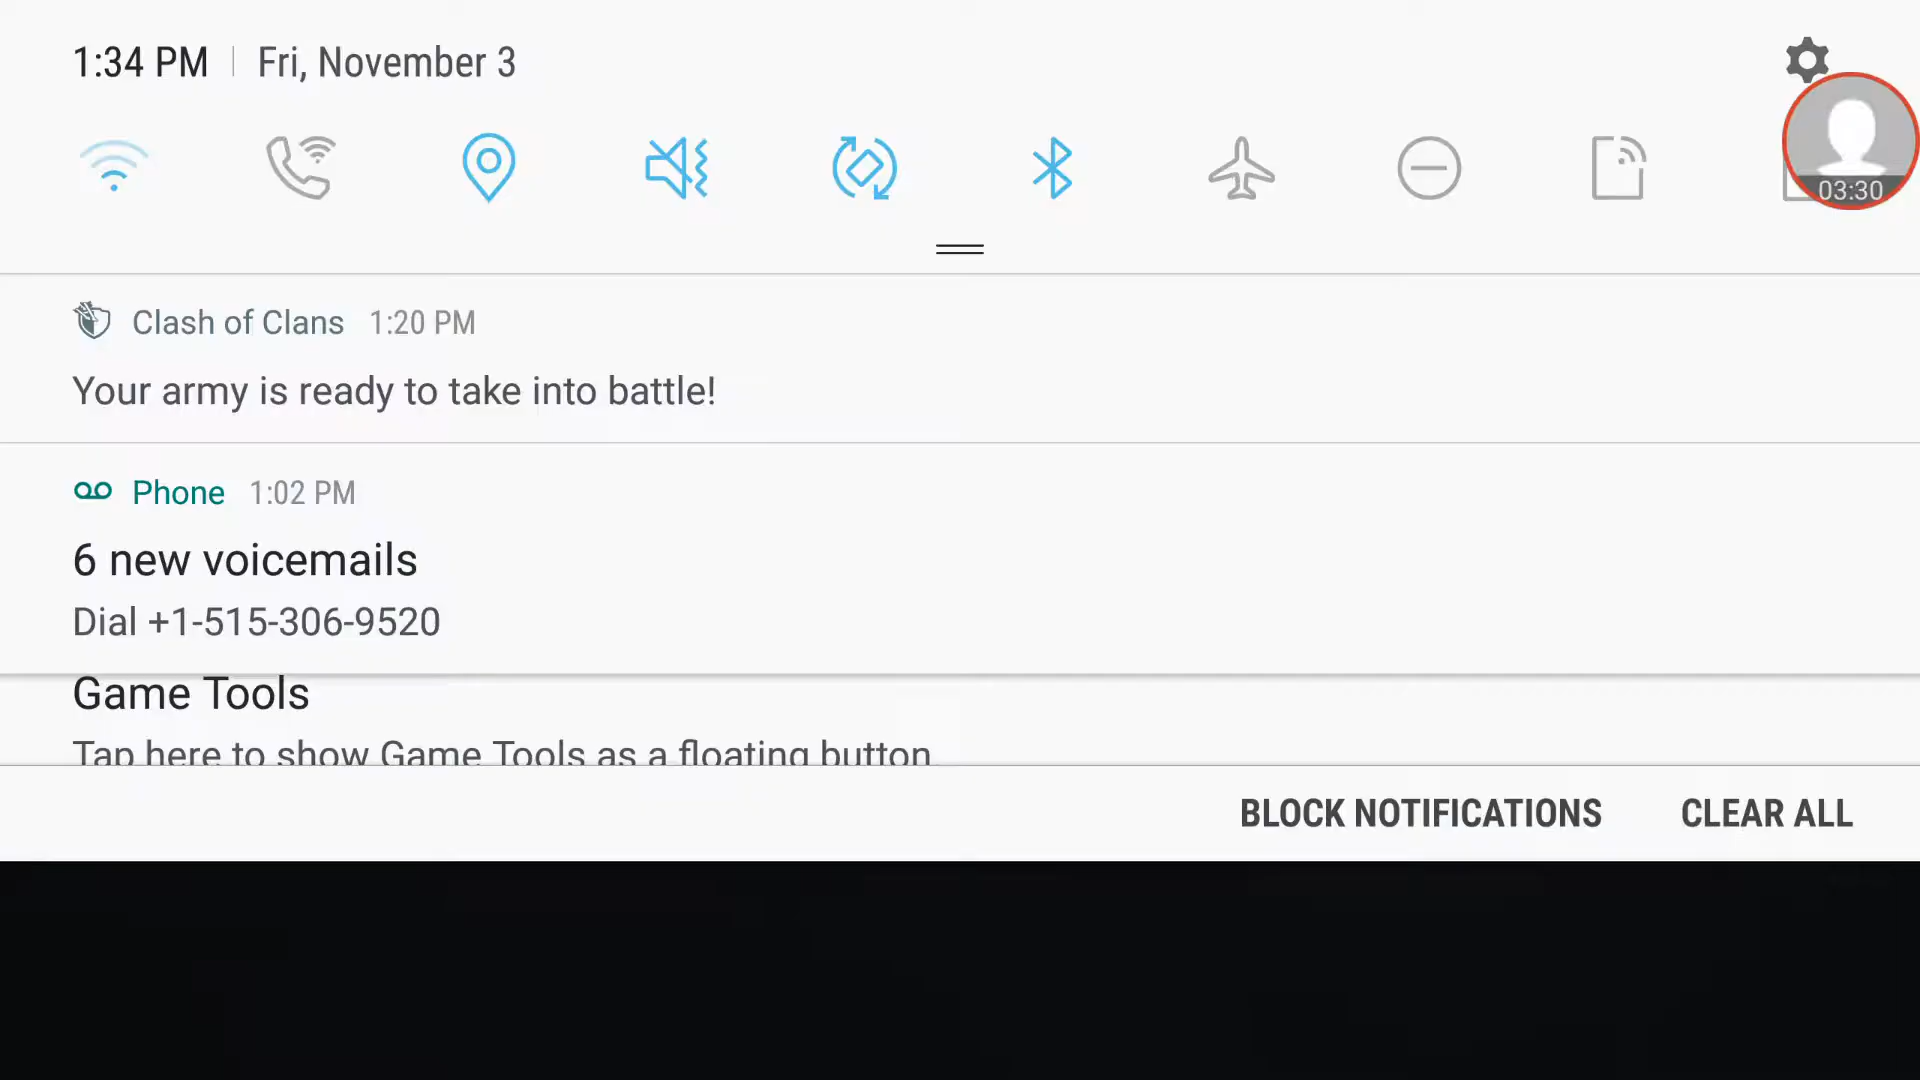 1:34 PM Fri, November 3
03:30
Clash of Clans 1:20 PM
Your army is ready to take into battle!
Phone 1:02 PM
6 new voicemails
Dial +1-515-306-9520
Game Tools
Tap here to show Game Tools as a floating button
BLOCK NOTIFICATIONS CLEAR ALL